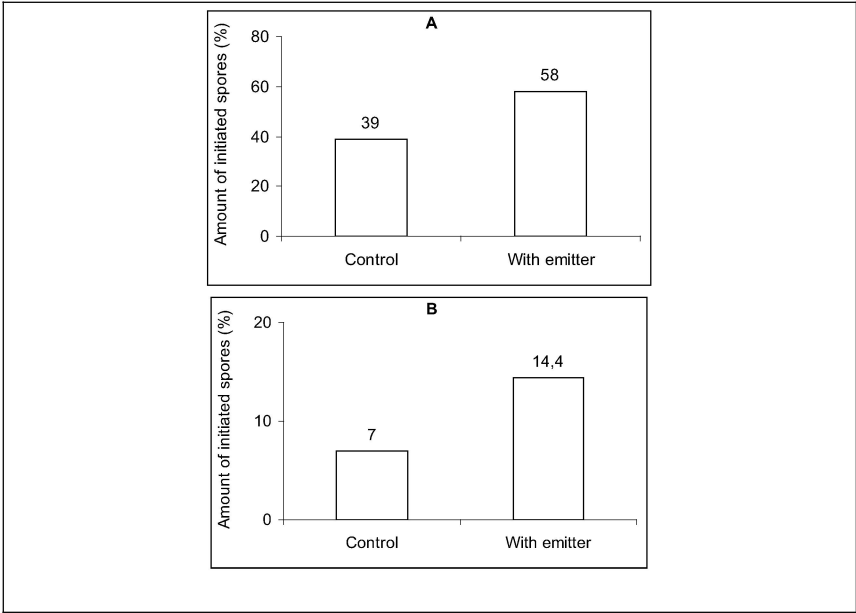 A
Amount of initiated spores (%)
80
60
40
20
0
39
58
Control
With emitter
B
Amount of initiated spores (%)
20
10
0
7
14,4
Control
With emitter